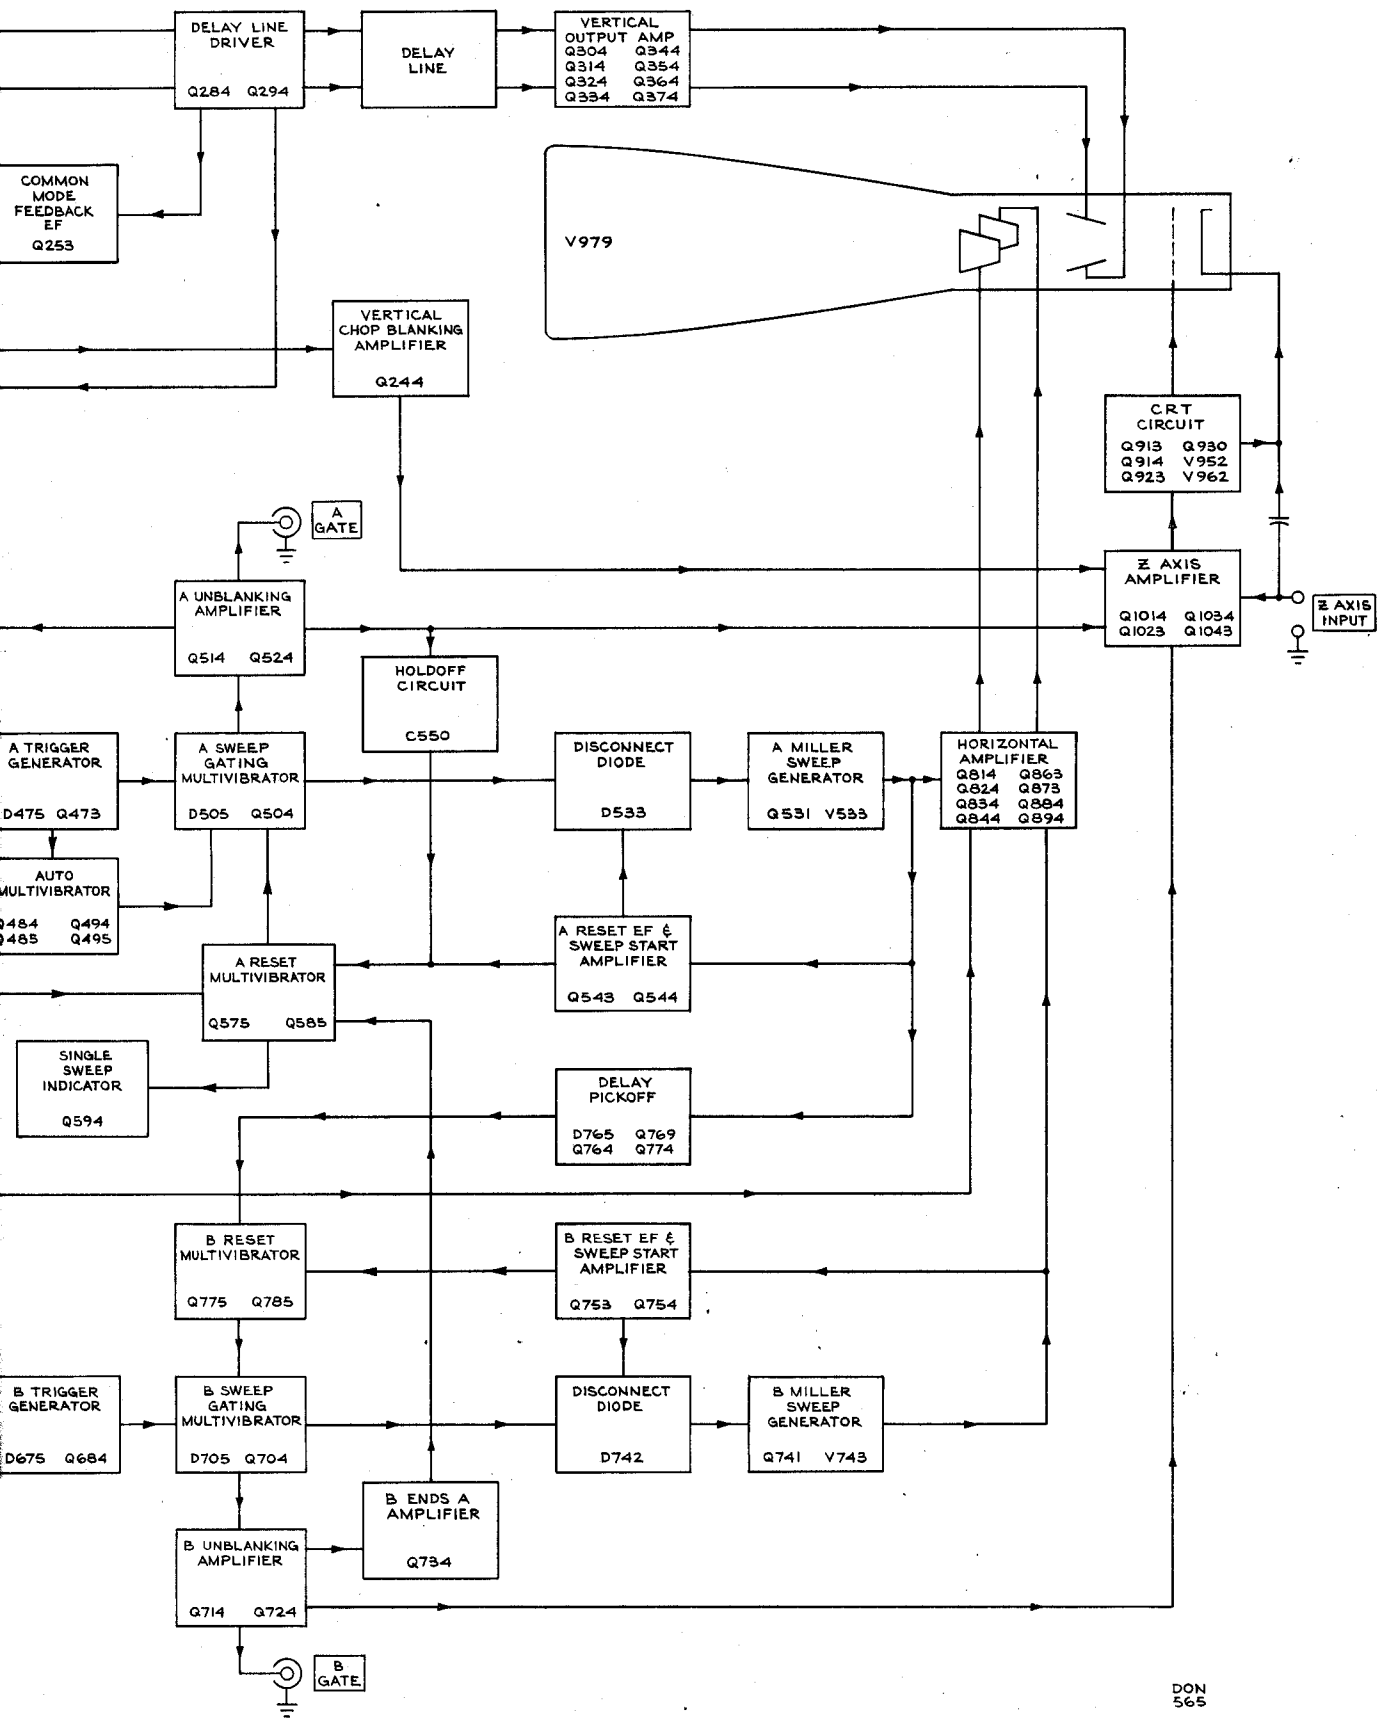 DELAY LINE
DRIVER
Q284 Q294
DELAY
LINE
VERTICAL
OUTPUT AMP
Q304 Q344
Q314 Q354
Q324 Q364
Q334 Q374
COMMON
MODE
FEEDBACK
EF
Q253
V979
VERTICAL
CHOP BLANKING
AMPLIFIER
Q244
CRT
CIRCUIT
Q913 Q930
Q914 V952
Q923 V962
A
GATE
Z AXIS
AMPLIFIER
Q1014 Q1034
Q1023 Q1043
Z AXIS
INPUT
A UNBLANKING
AMPLIFIER
Q514 Q524
HOLDOFF
CIRCUIT
C550
A TRIGGER
GENERATOR
D475 Q473
A SWEEP
GATING
MULTIVIBRATOR
D505 Q504
DISCONNECT
DIODE
D533
A MILLER
SWEEP
GENERATOR
Q531 V533
HORIZONTAL
AMPLIFIER
Q814 Q863
Q824 Q873
Q834 Q884
Q844 Q894
AUTO
MULTIVIBRATOR
Q484 Q494
Q485 Q495
A RESET
MULTIVIBRATOR
Q575 Q585
A RESET EF &
SWEEP START
AMPLIFIER
Q543 Q544
SINGLE
SWEEP
INDICATOR
Q594
DELAY
PICKOFF
D765 Q769
Q764 Q774
B RESET
MULTIVIBRATOR
Q775 Q785
B RESET EF &
SWEEP START
AMPLIFIER
Q753 Q754
B TRIGGER
GENERATOR
D675 Q684
B SWEEP
GATING
MULTIVIBRATOR
D705 Q704
DISCONNECT
DIODE
D742
B MILLER
SWEEP
GENERATOR
Q741 V743
B ENDS A
AMPLIFIER
Q734
B UNBLANKING
AMPLIFIER
Q714 Q724
B
GATE
DON
565